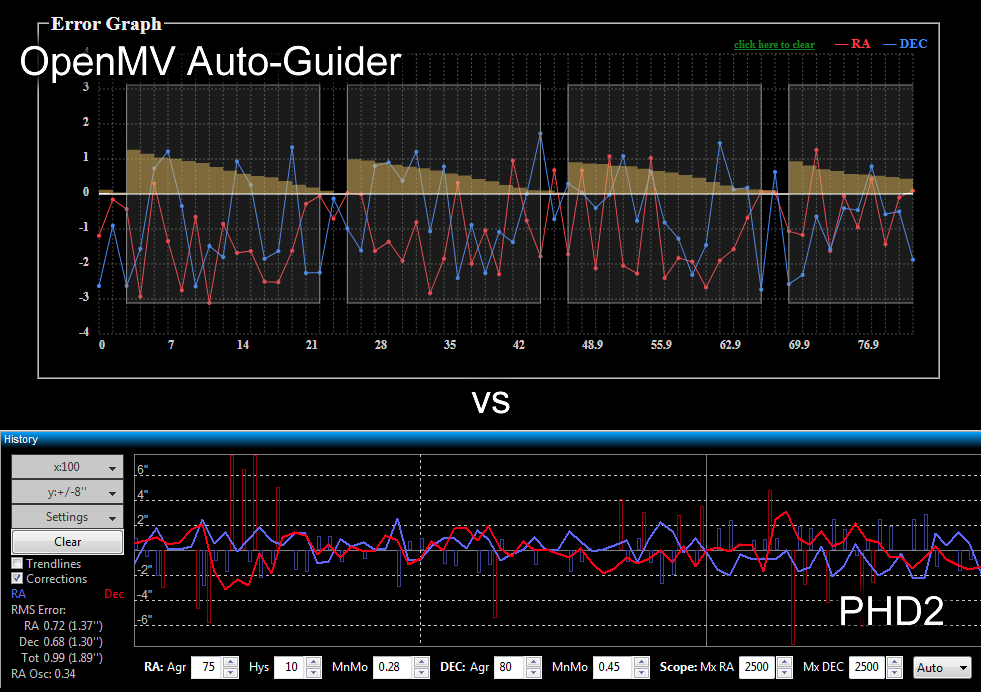 Error Graph
OpenMV Auto-Guider
click here to clear RA DEC
4
3
2
1
0
-1
-2
-3
-4
0 7 14 21 28 35 42 48.9 55.9 62.9 69.9 76.9
vs
History
x:100
y:+/-8"
Settings
Clear
Trendlines
Corrections
RA Dec
RMS Error:
RA 0.72 (1.37'')
Dec 0.68 (1.30'')
Tot 0.99 (1.89'')
RA Osc: 0.34
6"
4"
2"
-2"
-4"
-6"
PHD2
RA: Agr 75 Hys 10 MnMo 0.28 DEC: Agr 80 MnMo 0.45 Scope: Mx RA 2500 Mx DEC 2500 Auto